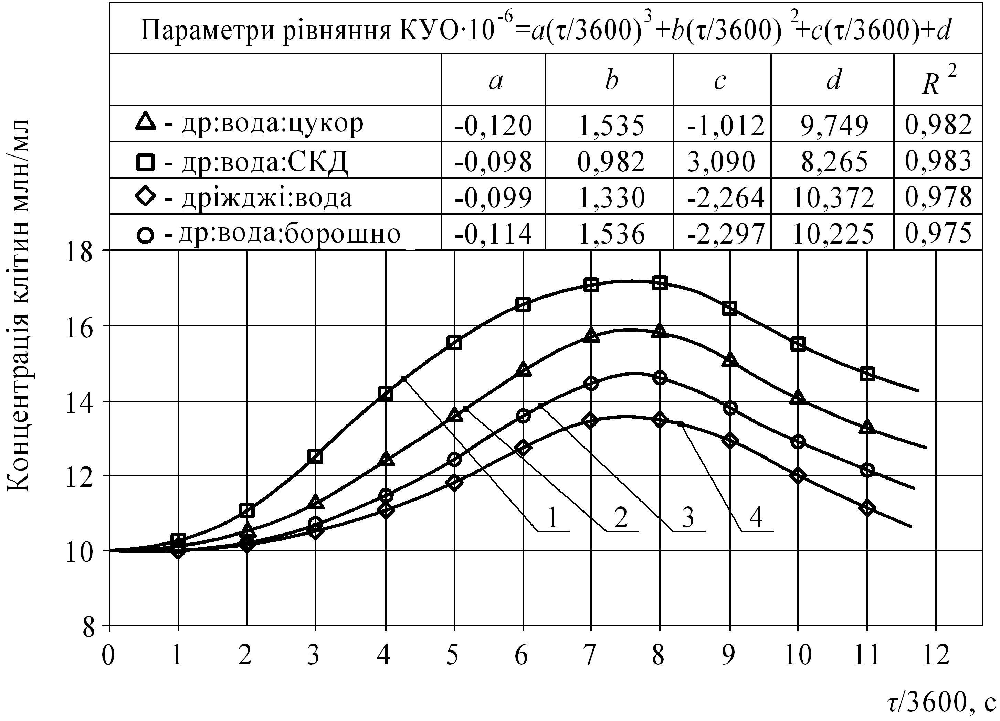 Параметри рівняння КУО·10⁻⁶=a(τ/3600)³+b(τ/3600)²+c(τ/3600)+d
a b c d R²
- др:вода:цукор -0,120 1,535 -1,012 9,749 0,982
- др:вода:СКД -0,098 0,982 3,090 8,265 0,983
- дріжджі:вода -0,099 1,330 -2,264 10,372 0,978
- др:вода:борошно -0,114 1,536 -2,297 10,225 0,975
Концентрація клітин млн/мл
18
16
14
12
10
8
1 2 3 4
0 1 2 3 4 5 6 7 8 9 10 11 12
τ/3600, с